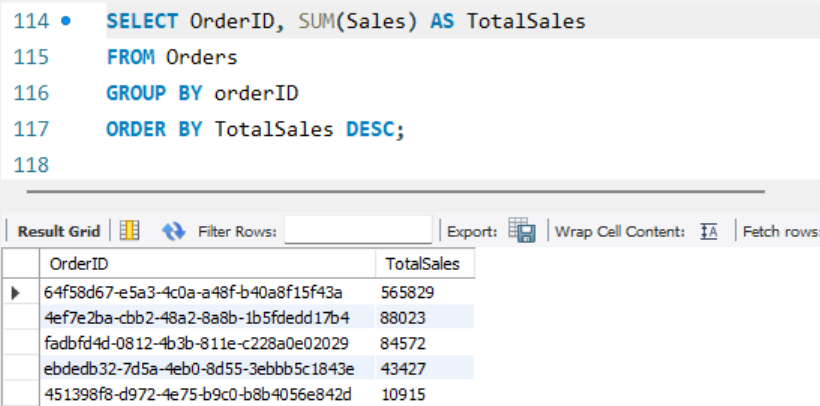 114 SELECT OrderID, SUM(Sales) AS TotalSales
115 FROM Orders
116 GROUP BY orderID
117 ORDER BY TotalSales DESC;
118
Result Grid Filter Rows: Export: Wrap Cell Content: Fetch rows:
OrderID TotalSales
64f58d67-e5a3-4c0a-a48f-b40a8f15f43a 565829
4ef7e2ba-cbb2-48a2-8a8b-1b5fdedd17b4 88023
fadbfd4d-0812-4b3b-811e-c228a0e02029 84572
ebdedb32-7d5a-4eb0-8d55-3ebbb5c1843e 43427
451398f8-d972-4e75-b9c0-b8b4056e842d 10915